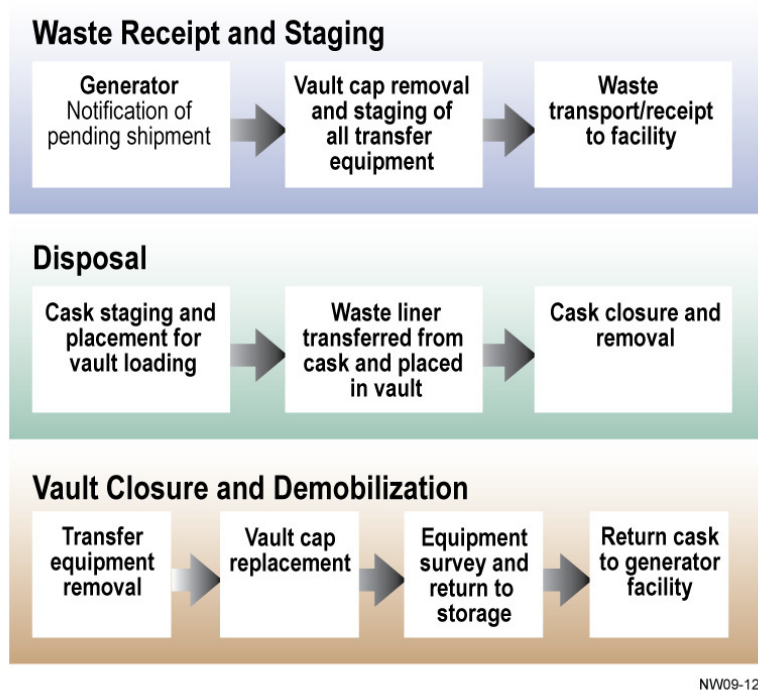 Waste Receipt and Staging
Generator
Notification of
pending shipment
Vault cap removal
and staging of
all transfer
equipment
Waste
transport/receipt
to facility
Disposal
Cask staging and
placement for
vault loading
Waste liner
transferred from
cask and placed
in vault
Cask closure and
removal
Vault Closure and Demobilization
Transfer
equipment
removal
Vault cap
replacement
Equipment
survey and
return to
storage
Return cask
to generator
facility
NW09-12